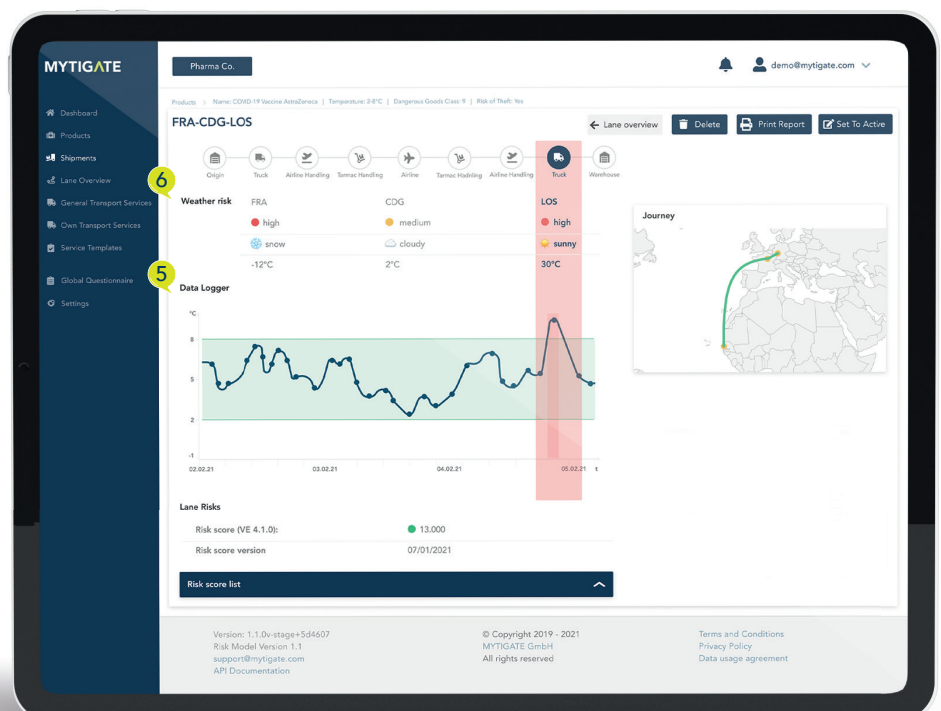 MYTIGATE
Pharma Co.
demo@mytigate.com
Dashboard
Products
Shipments
Lane Overview
General Transport Services
Own Transport Services
Service Templates
Global Questionnaire
Settings
Products > Name: COVID-19 Vaccine AstraZeneca | Temperature: 2-8°C | Dangerous Goods Class: 9 | Risk of Theft: Yes
FRA-CDG-LOS
Lane overview
Delete
Print Report
Set To Active
Origin
Truck
Airline Handling
Tarmac Handling
Airline
Tarmac Hadnling
Airline Handling
Truck
Warehouse
6
Weather risk FRA CDG LOS
high medium high
snow cloudy sunny
-12°C 2°C 30°C
Journey
5
Data Logger
°C
8
5
2
-1
02.02.21 03.02.21 04.02.21 05.02.21 t
Lane Risks
Risk score (VE 4.1.0): 13.000
Risk score version 07/01/2021
Risk score list
Version: 1.1.0v-stage+5d4607
Risk Model Version 1.1
support@mytigate.com
API Documentation
© Copyright 2019 - 2021
MYTIGATE GmbH
All rights reserved
Terms and Conditions
Privacy Policy
Data usage agreement